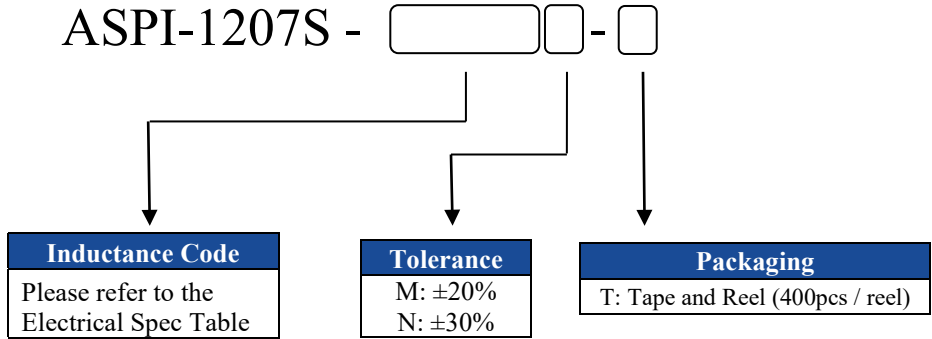 ASPI-1207S - -
Inductance Code
Please refer to the
Electrical Spec Table
Tolerance
M: ±20%
N: ±30%
Packaging
T: Tape and Reel (400pcs / reel)